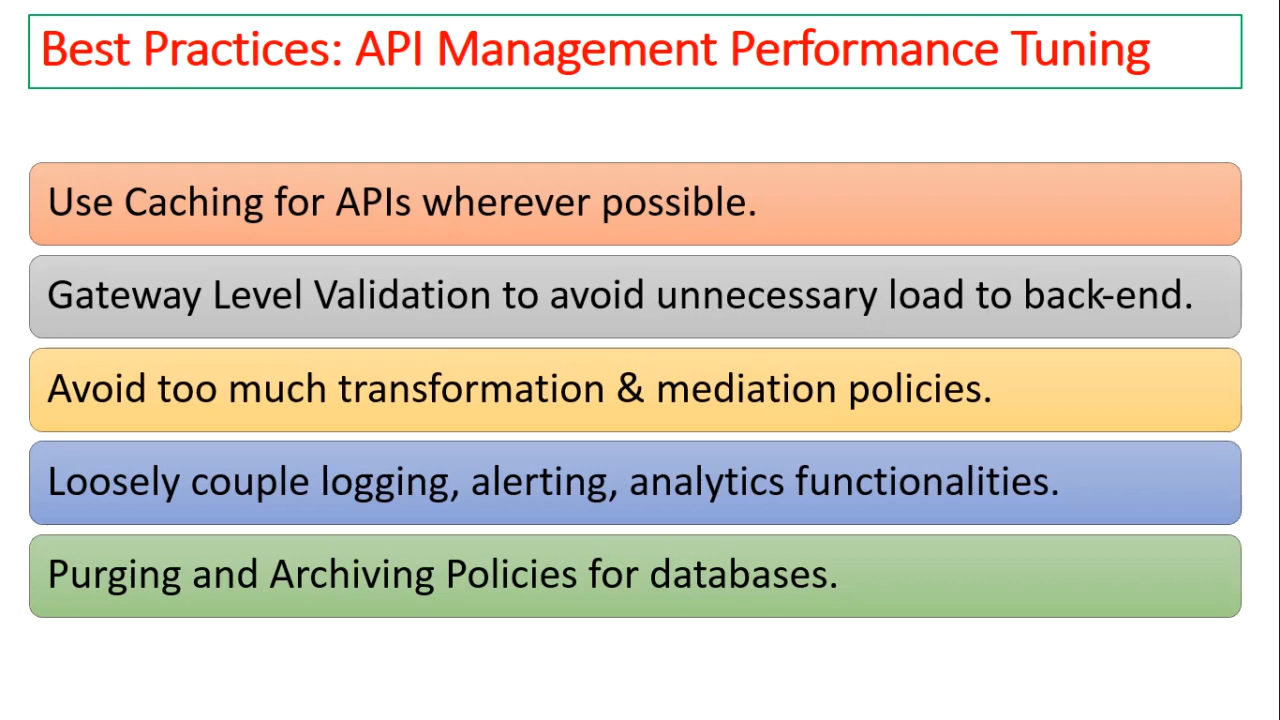 Best Practices: API Management Performance Tuning
Use Caching for APIs wherever possible.
Gateway Level Validation to avoid unnecessary load to back-end.
Avoid too much transformation & mediation policies.
Loosely couple logging, alerting, analytics functionalities.
Purging and Archiving Policies for databases.